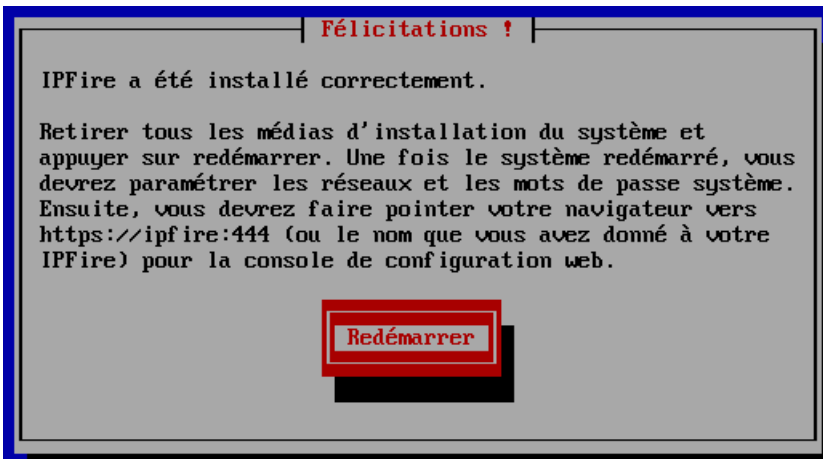 Félicitations !
IPFire a été installé correctement.
Retirer tous les médias d'installation du système et
appuyer sur redémarrer. Une fois le système redémarré, vous
devrez paramétrer les réseaux et les mots de passe système.
Ensuite, vous devrez faire pointer votre navigateur vers
https://ipfire:444 (ou le nom que vous avez donné à votre
IPFire) pour la console de configuration web.
Redémarrer